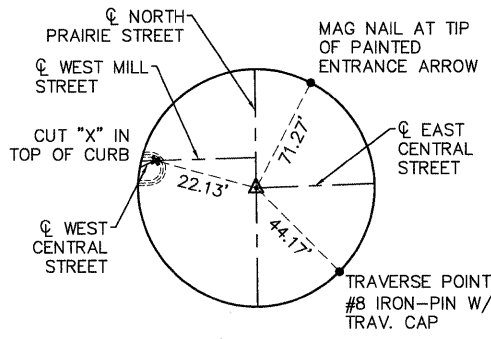 ℄ NORTH
PRAIRIE STREET
MAG NAIL AT TIP
OF PAINTED
ENTRANCE ARROW
℄ WEST MILL
STREET
CUT "X" IN
TOP OF CURB
71.27'
℄ EAST
CENTRAL
STREET
22.13'
℄ WEST
CENTRAL
STREET
44.17'
TRAVERSE POINT
#8 IRON-PIN W/
TRAV. CAP